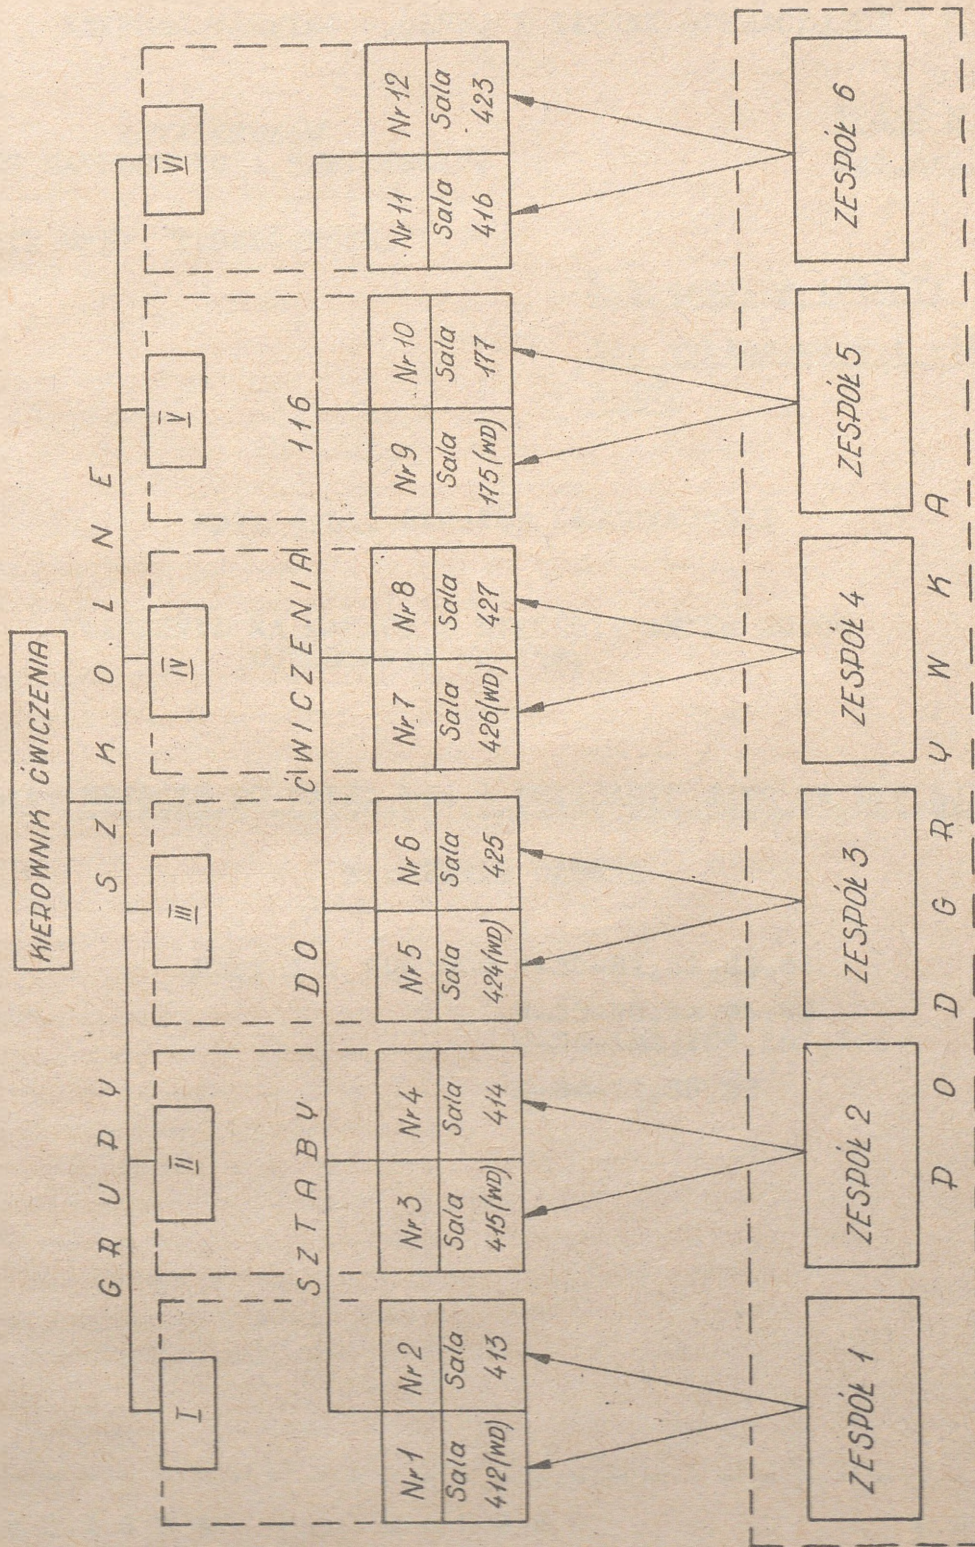 KIEROWNIK ĆWICZENIA
GRUPY SZKOLNE
I II III IV V VI
SZTABY DO ĆWICZENIA 116
Nr 1 Nr 2 Nr 3 Nr 4 Nr 5 Nr 6 Nr 7 Nr 8 Nr 9 Nr 10 Nr 11 Nr 12
Sala Sala Sala Sala Sala Sala Sala Sala Sala Sala Sala Sala
412(WD) 413 415(WD) 414 424(WD) 425 426(WD) 427 175(WD) 177 416 423
ZESPÓŁ 1 ZESPÓŁ 2 ZESPÓŁ 3 ZESPÓŁ 4 ZESPÓŁ 5 ZESPÓŁ 6
PODGRYWKA